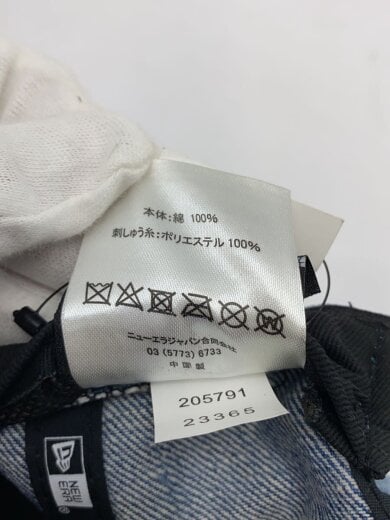 本体:綿 100%
刺しゅう糸:ポリエステル 100%
ニューエラジャパン合同会社
03 (5773) 6733
中国製
205791
23365
NEW
ERA